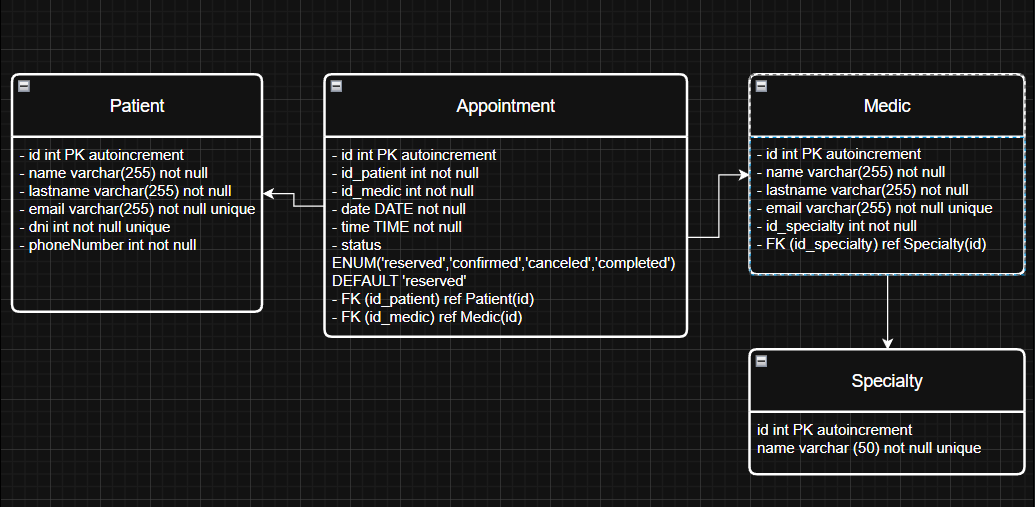 Patient
- id int PK autoincrement
- name varchar(255) not null
- lastname varchar(255) not null
- email varchar(255) not null unique
- dni int not null unique
- phoneNumber int not null
Appointment
- id int PK autoincrement
- id_patient int not null
- id_medic int not null
- date DATE not null
- time TIME not null
- status
ENUM('reserved','confirmed','canceled','completed')
DEFAULT 'reserved'
- FK (id_patient) ref Patient(id)
- FK (id_medic) ref Medic(id)
Medic
- id int PK autoincrement
- name varchar(255) not null
- lastname varchar(255) not null
- email varchar(255) not null unique
- id_specialty int not null
- FK (id_specialty) ref Specialty(id)
Specialty
id int PK autoincrement
name varchar (50) not null unique